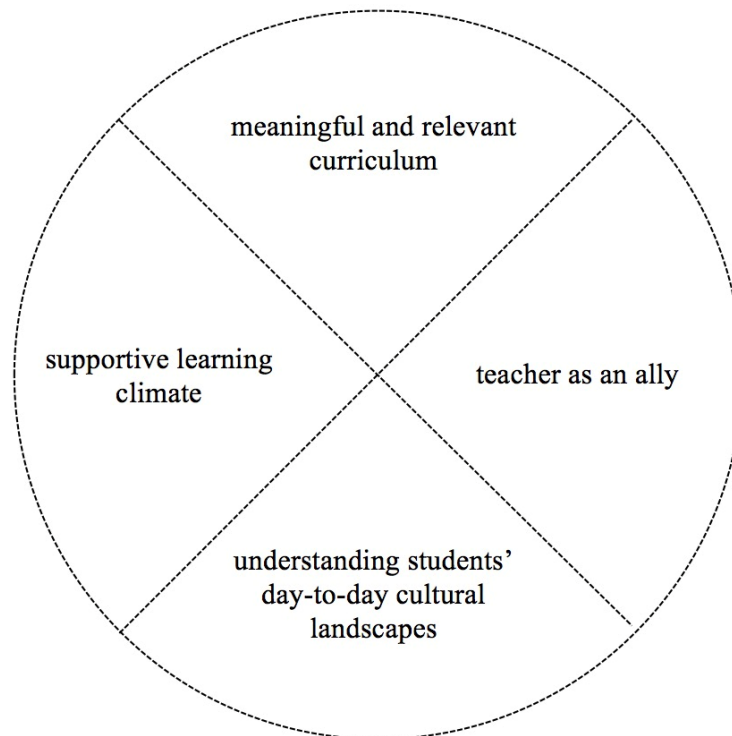 meaningful and relevant
curriculum
supportive learning
climate
teacher as an ally
understanding students’
day-to-day cultural
landscapes